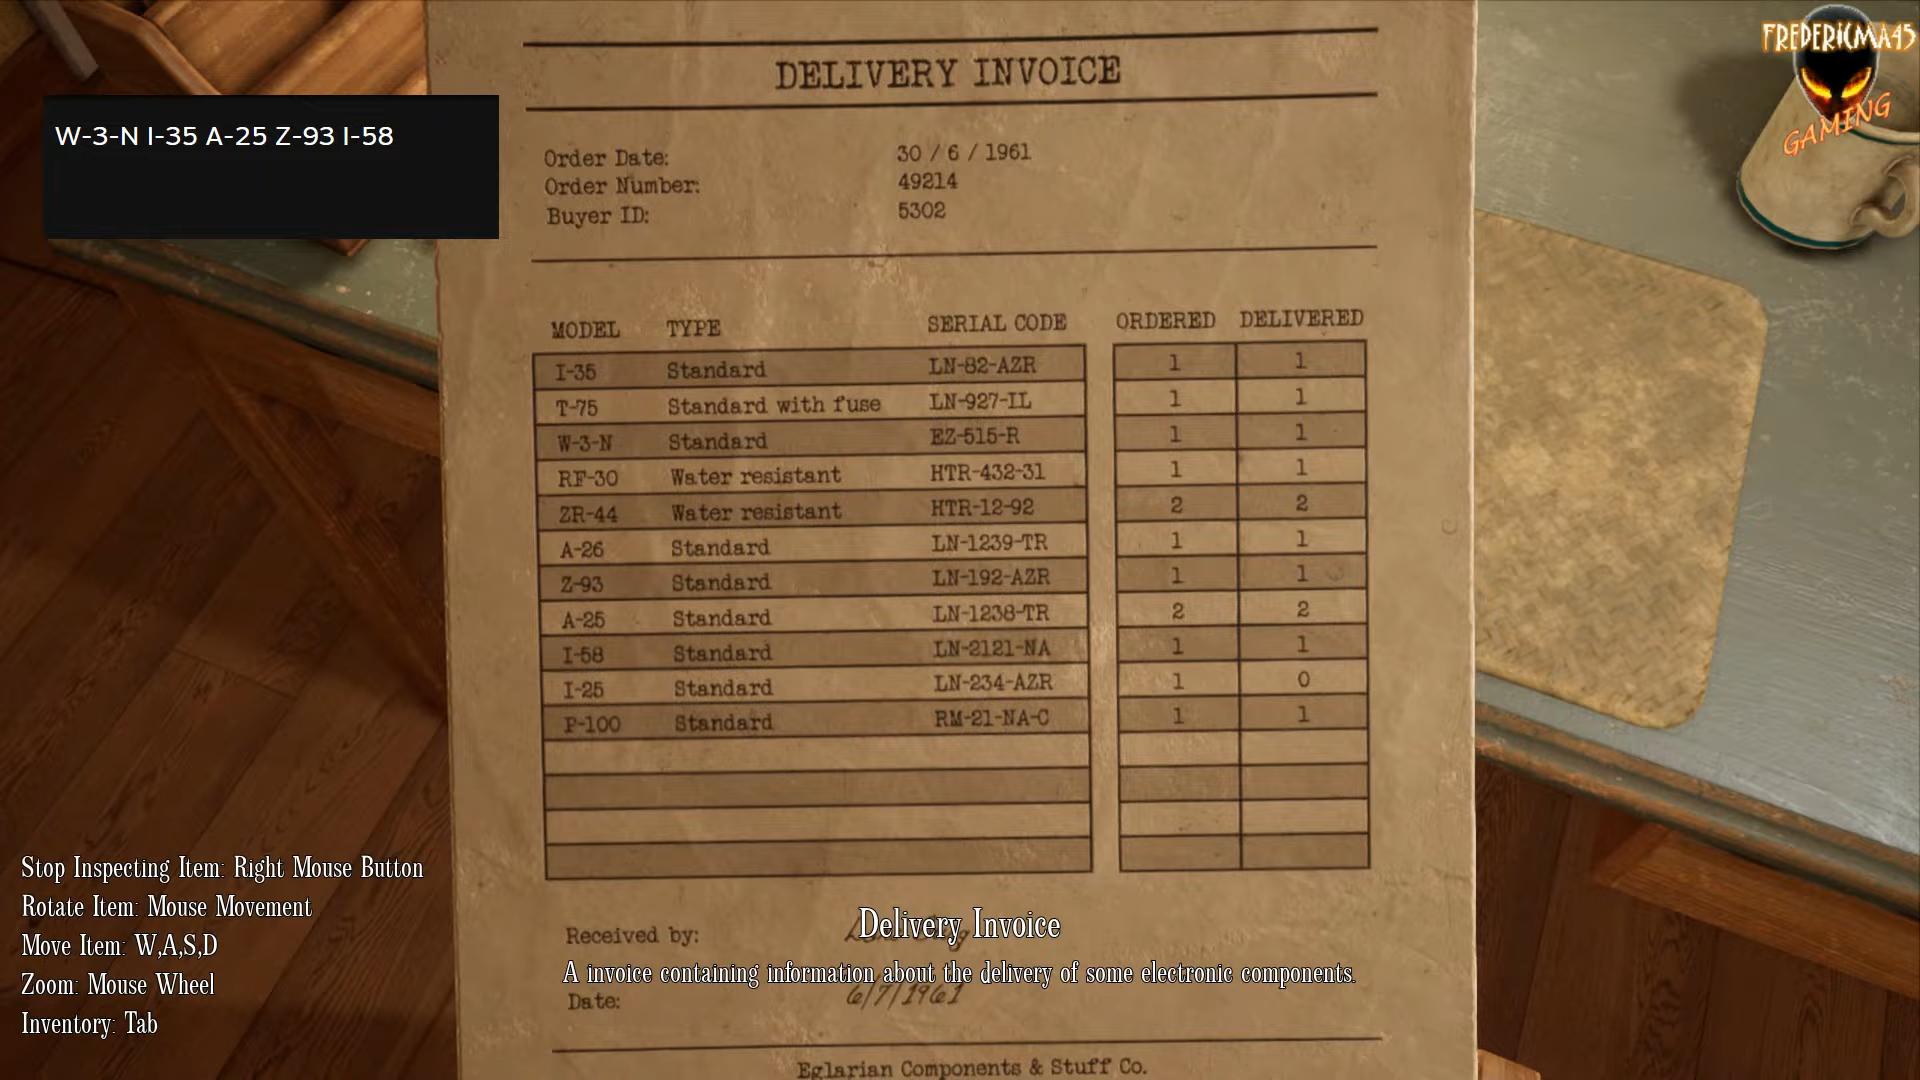 FREDERICMA45
GAMING
W-3-N I-35 A-25 Z-93 I-58
DELIVERY INVOICE
Order Date: 30 / 6 / 1961
Order Number: 49214
Buyer ID: 5302
MODEL TYPE SERIAL CODE ORDERED DELIVERED
I-35 Standard LN-82-AZR 1 1
T-75 Standard with fuse LN-927-IL 1 1
W-3-N Standard EZ-515-R 1 1
RF-30 Water resistant HTR-432-31 1 1
ZR-44 Water resistant HTR-12-92 2 2
A-26 Standard LN-1239-TR 1 1
Z-93 Standard LN-192-AZR 1 1
A-25 Standard LN-1238-TR 2 2
I-58 Standard LN-2121-NA 1 1
I-25 Standard LN-234-AZR 1 0
P-100 Standard RM-21-NA-C 1 1
Received by:
Delivery Invoice
A invoice containing information about the delivery of some electronic components.
Date: 6/7/1961
Eglarian Components & Stuff Co.
Stop Inspecting Item: Right Mouse Button
Rotate Item: Mouse Movement
Move Item: W,A,S,D
Zoom: Mouse Wheel
Inventory: Tab